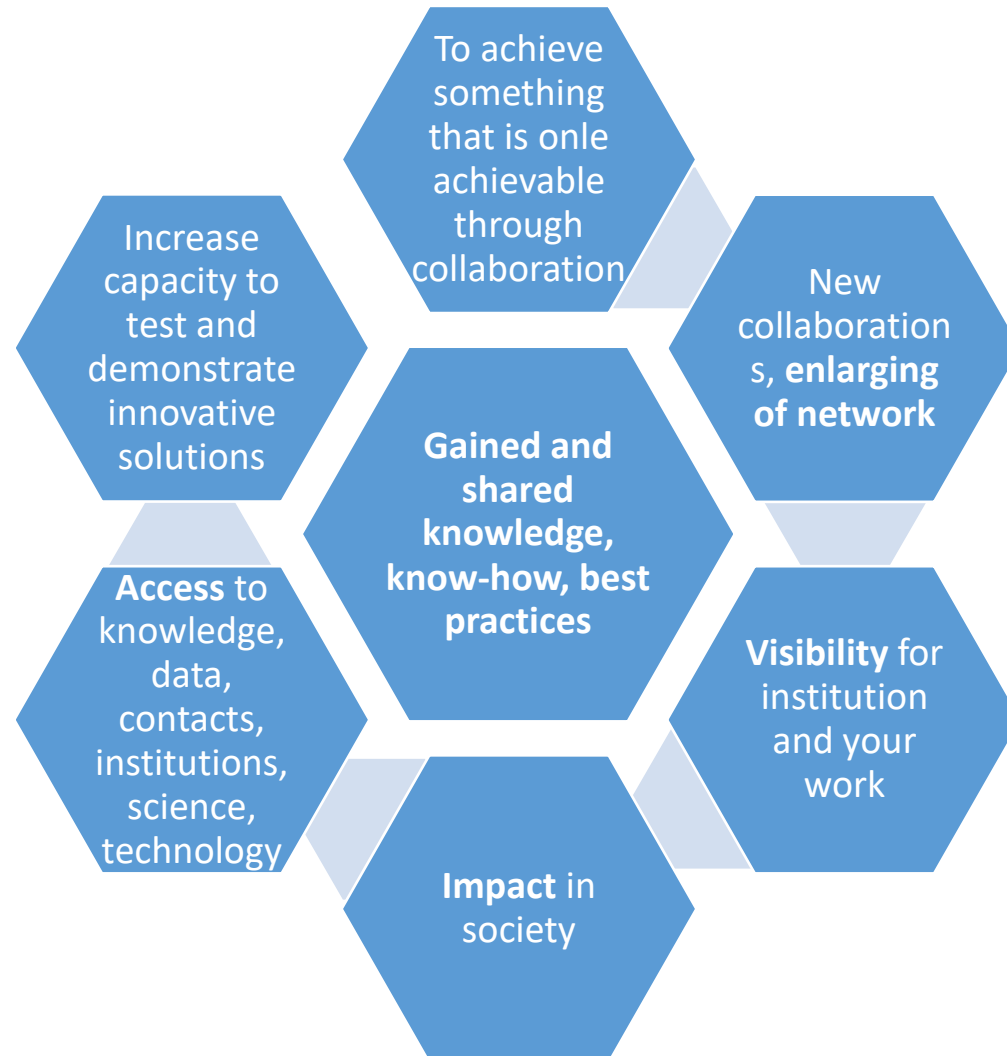 To achieve
something
that is onle
achievable
through
collaboration
New
collaboration
s, enlarging
of network
Visibility for
institution
and your
work
Impact in
society
Access to
knowledge,
data,
contacts,
institutions,
science,
technology
Increase
capacity to
test and
demonstrate
innovative
solutions
Gained and
shared
knowledge,
know-how, best
practices